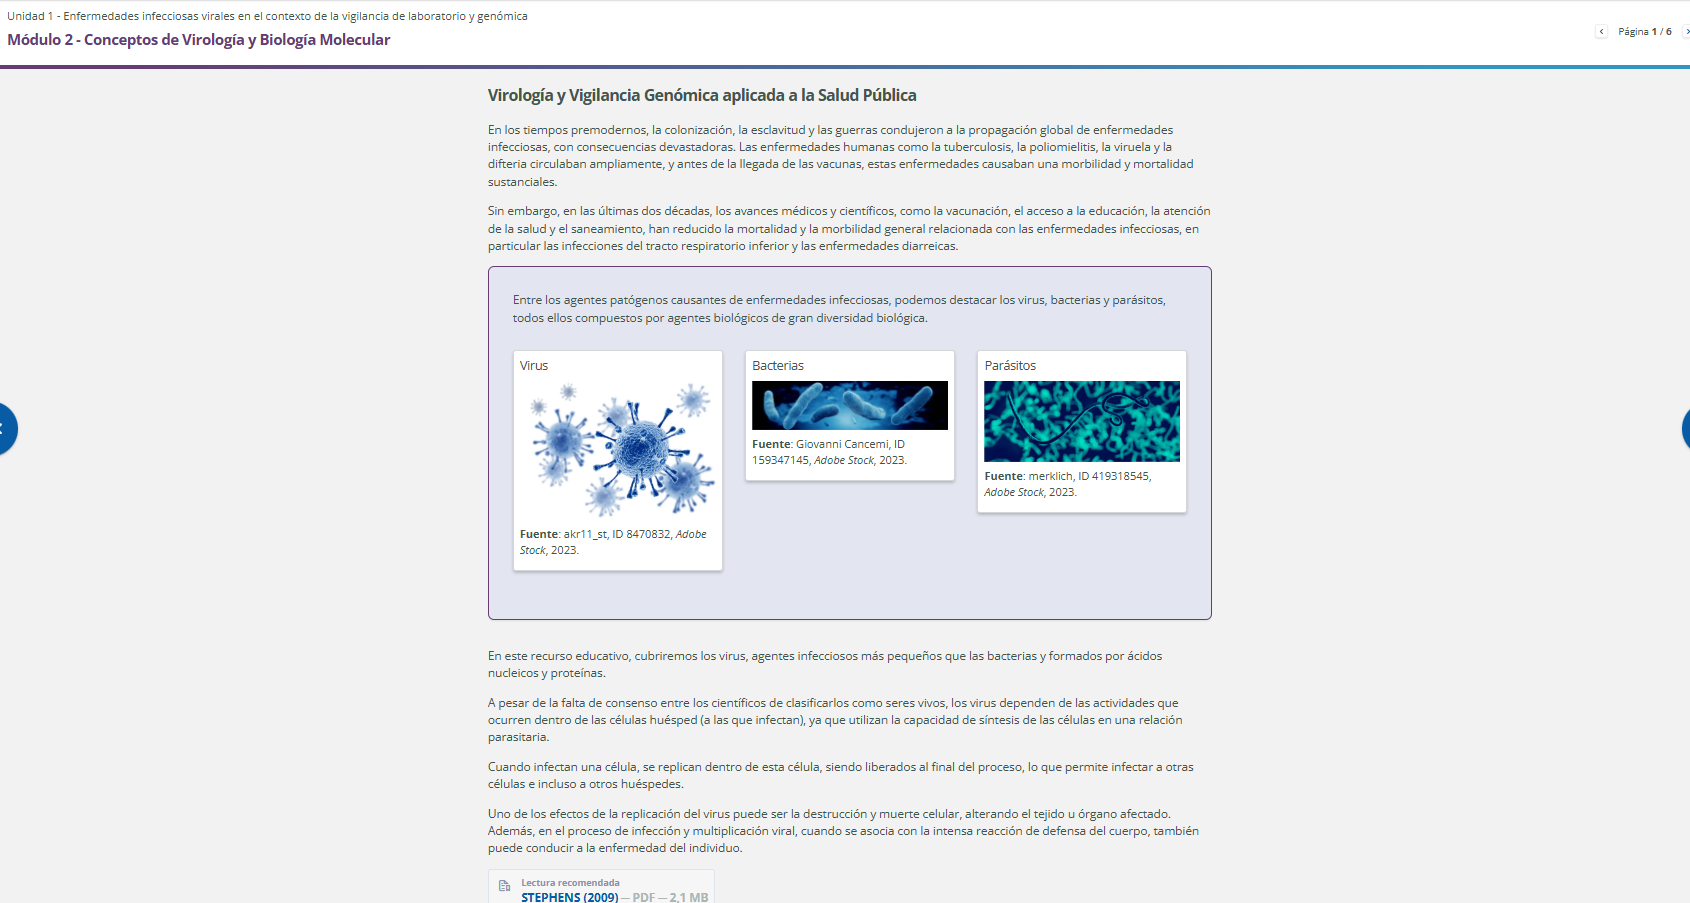 Unidad 1 - Enfermedades infecciosas virales en el contexto de la vigilancia de laboratorio y genómica
Módulo 2 - Conceptos de Virología y Biología Molecular
Página 1 / 6
Virología y Vigilancia Genómica aplicada a la Salud Pública
En los tiempos premodernos, la colonización, la esclavitud y las guerras condujeron a la propagación global de enfermedades
infecciosas, con consecuencias devastadoras. Las enfermedades humanas como la tuberculosis, la poliomielitis, la viruela y la
difteria circulaban ampliamente, y antes de la llegada de las vacunas, estas enfermedades causaban una morbilidad y mortalidad
sustanciales.
Sin embargo, en las últimas dos décadas, los avances médicos y científicos, como la vacunación, el acceso a la educación, la atención
de la salud y el saneamiento, han reducido la mortalidad y la morbilidad general relacionada con las enfermedades infecciosas, en
particular las infecciones del tracto respiratorio inferior y las enfermedades diarreicas.
Entre los agentes patógenos causantes de enfermedades infecciosas, podemos destacar los virus, bacterias y parásitos,
todos ellos compuestos por agentes biológicos de gran diversidad biológica.
Virus
Fuente: akr11_st, ID 8470832, Adobe
Stock, 2023.
Bacterias
Fuente: Giovanni Cancemi, ID
159347145, Adobe Stock, 2023.
Parásitos
Fuente: merklich, ID 419318545,
Adobe Stock, 2023.
En este recurso educativo, cubriremos los virus, agentes infecciosos más pequeños que las bacterias y formados por ácidos
nucleicos y proteínas.
A pesar de la falta de consenso entre los científicos de clasificarlos como seres vivos, los virus dependen de las actividades que
ocurren dentro de las células huésped (a las que infectan), ya que utilizan la capacidad de síntesis de las células en una relación
parasitaria.
Cuando infectan una célula, se replican dentro de esta célula, siendo liberados al final del proceso, lo que permite infectar a otras
células e incluso a otros huéspedes.
Uno de los efectos de la replicación del virus puede ser la destrucción y muerte celular, alterando el tejido u órgano afectado.
Además, en el proceso de infección y multiplicación viral, cuando se asocia con la intensa reacción de defensa del cuerpo, también
puede conducir a la enfermedad del individuo.
Lectura recomendada
STEPHENS (2009) — PDF — 2,1 MB